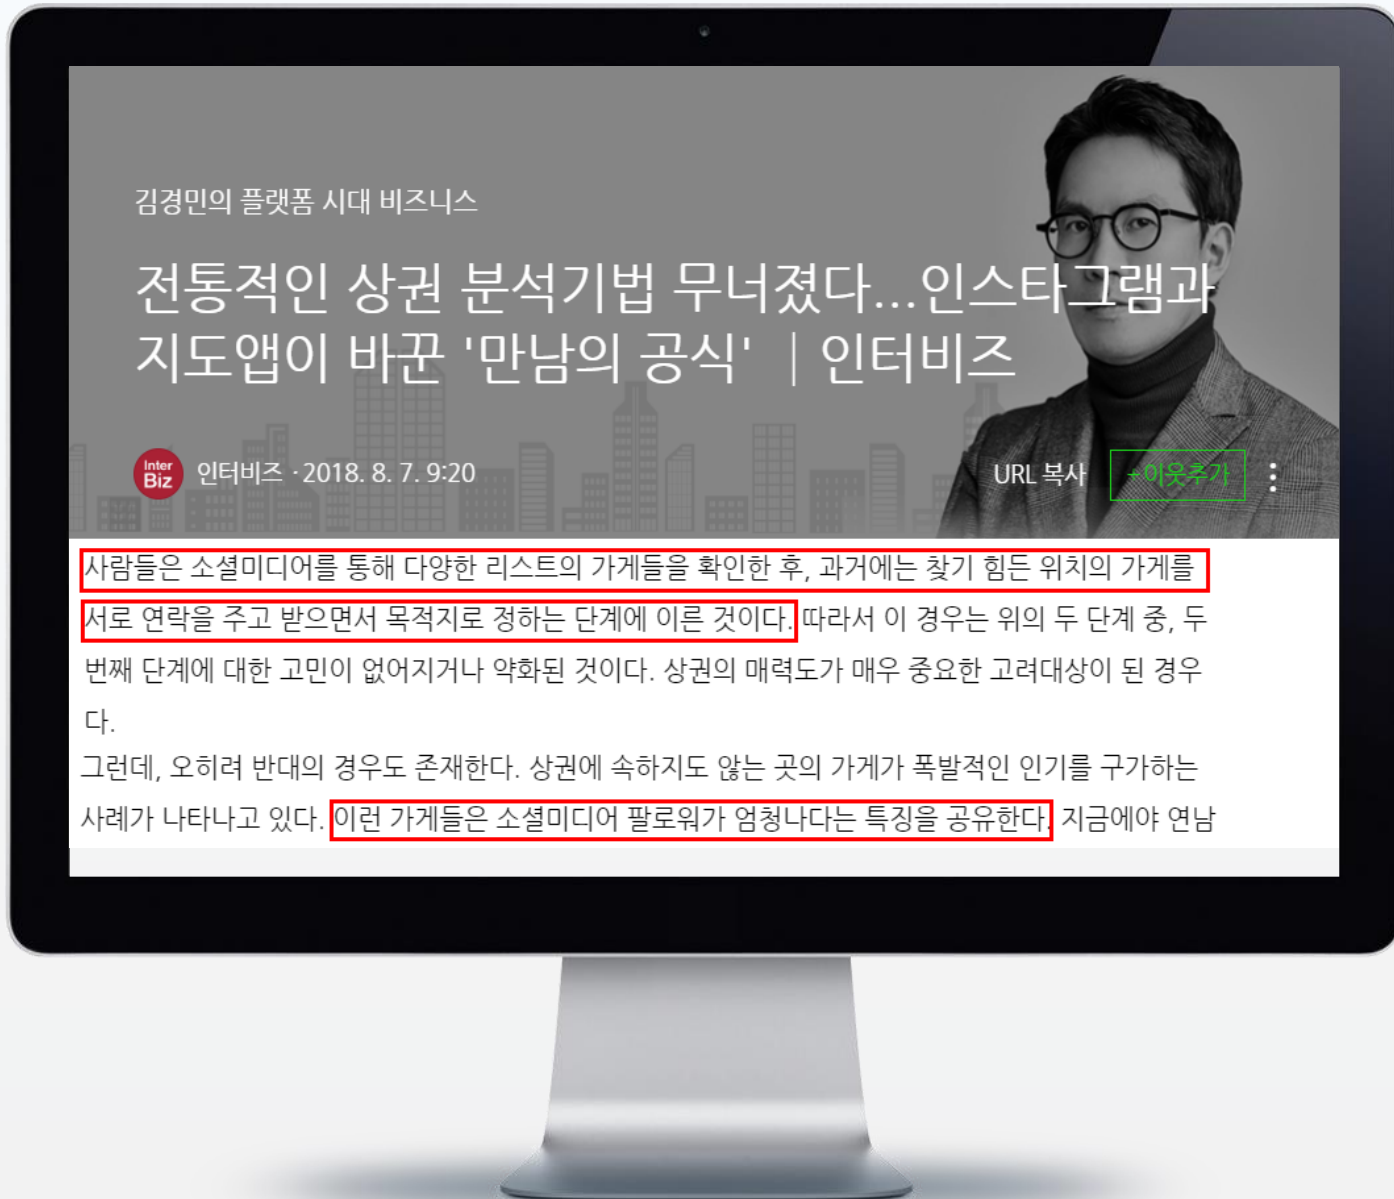 김경민의 플랫폼 시대 비즈니스
전통적인 상권 분석기법 무너졌다...인스타그램과
지도앱이 바꾼 '만남의 공식' ｜인터비즈
Inter
Biz
인터비즈 · 2018. 8. 7. 9:20
URL 복사
+이웃추가
사람들은 소셜미디어를 통해 다양한 리스트의 가게들을 확인한 후, 과거에는 찾기 힘든 위치의 가게를
서로 연락을 주고 받으면서 목적지로 정하는 단계에 이른 것이다. 따라서 이 경우는 위의 두 단계 중, 두
번째 단계에 대한 고민이 없어지거나 약화된 것이다. 상권의 매력도가 매우 중요한 고려대상이 된 경우
다.
그런데, 오히려 반대의 경우도 존재한다. 상권에 속하지도 않는 곳의 가게가 폭발적인 인기를 구가하는
사례가 나타나고 있다. 이런 가게들은 소셜미디어 팔로워가 엄청나다는 특징을 공유한다. 지금에야 연남